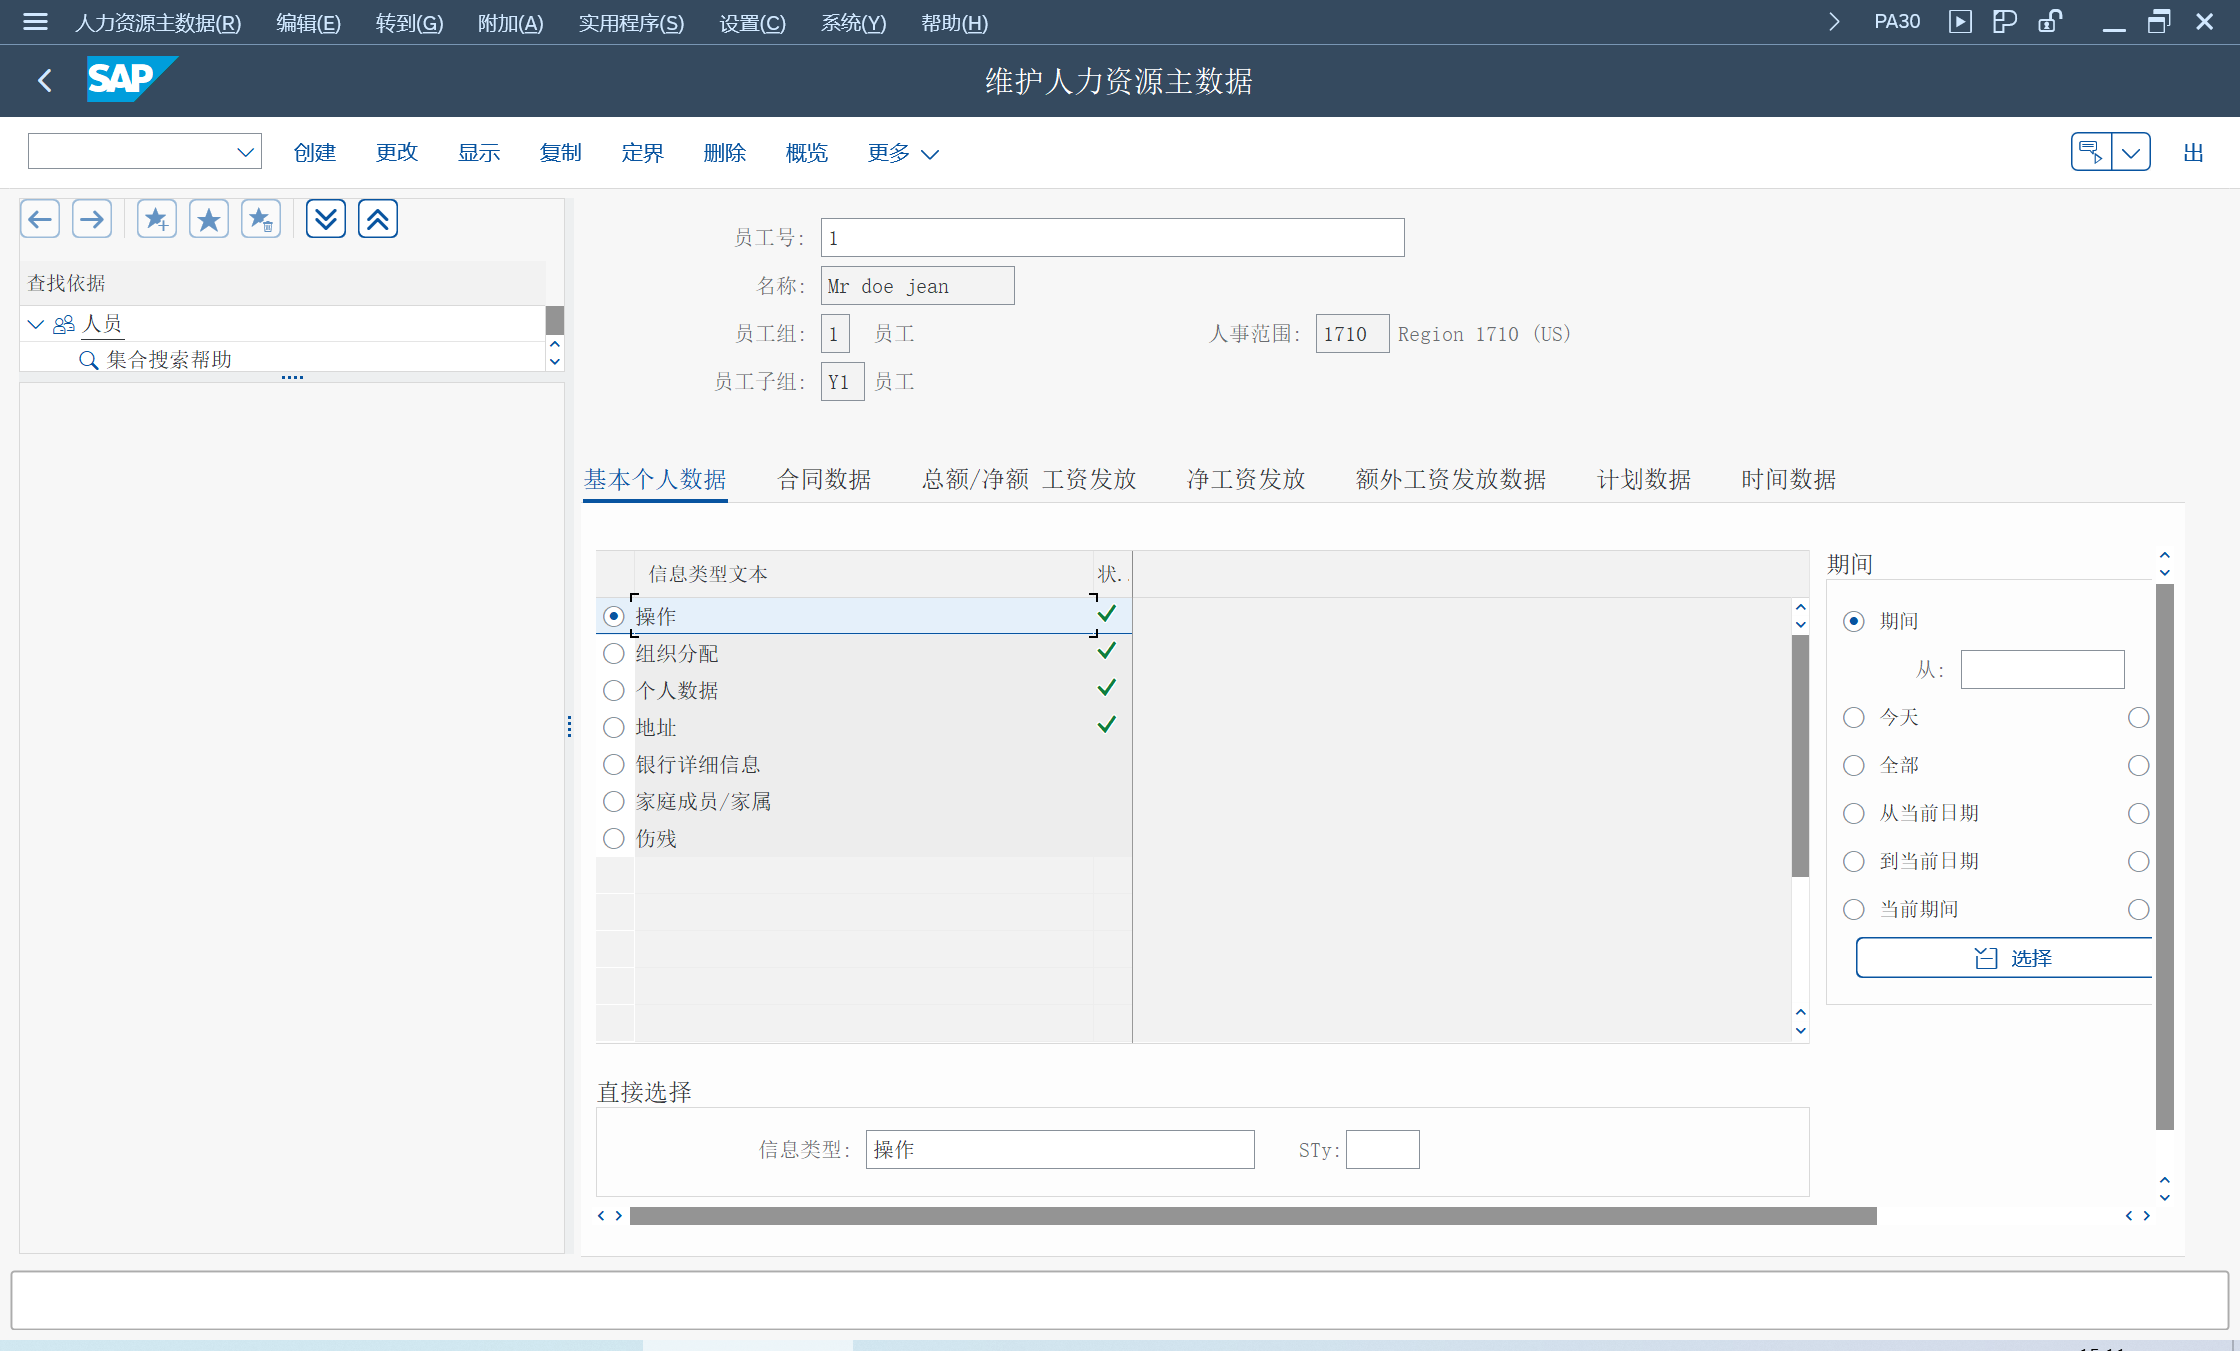 人力资源主数据(R) 编辑(E) 转到(G) 附加(A) 实用程序(S) 设置(C) 系统(Y) 帮助(H) PA30
SAP 维护人力资源主数据
创建 更改 显示 复制 定界 删除 概览 更多 出
查找依据
人员
集合搜索帮助
员工号: 1
名称: Mr doe jean
员工组: 1 员工 人事范围: 1710 Region 1710 (US)
员工子组: Y1 员工
基本个人数据 合同数据 总额/净额 工资发放 净工资发放 额外工资发放数据 计划数据 时间数据
信息类型文本 状..
操作
组织分配
个人数据
地址
银行详细信息
家庭成员/家属
伤残
期间
期间
从:
今天
全部
从当前日期
到当前日期
当前期间
选择
直接选择
信息类型: 操作 STy: